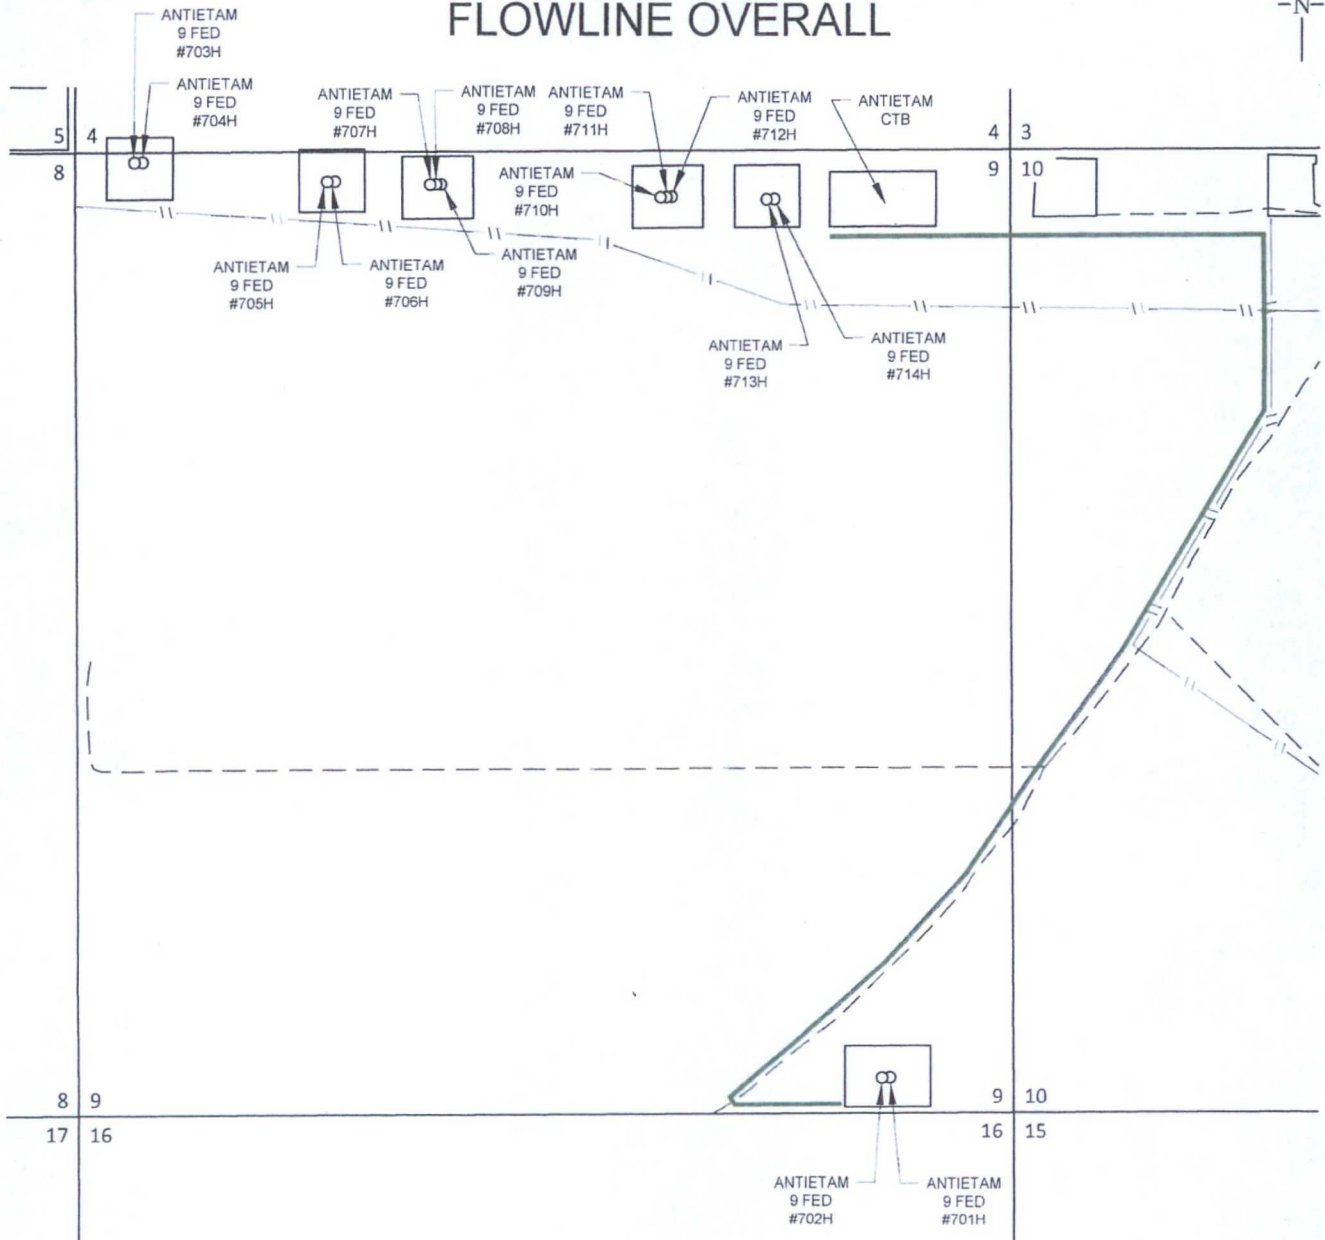 FLOWLINE OVERALL
-N-
ANTIETAM
9 FED
#703H
ANTIETAM
9 FED
#704H
ANTIETAM
9 FED
#707H
ANTIETAM
9 FED
#708H
ANTIETAM
9 FED
#711H
ANTIETAM
9 FED
#712H
ANTIETAM
CTB
5 4
8
4 3
9 10
ANTIETAM
9 FED
#710H
ANTIETAM
9 FED
#705H
ANTIETAM
9 FED
#706H
ANTIETAM
9 FED
#709H
ANTIETAM
9 FED
#713H
ANTIETAM
9 FED
#714H
8 9
17 16
9 10
16 15
ANTIETAM
9 FED
#702H
ANTIETAM
9 FED
#701H